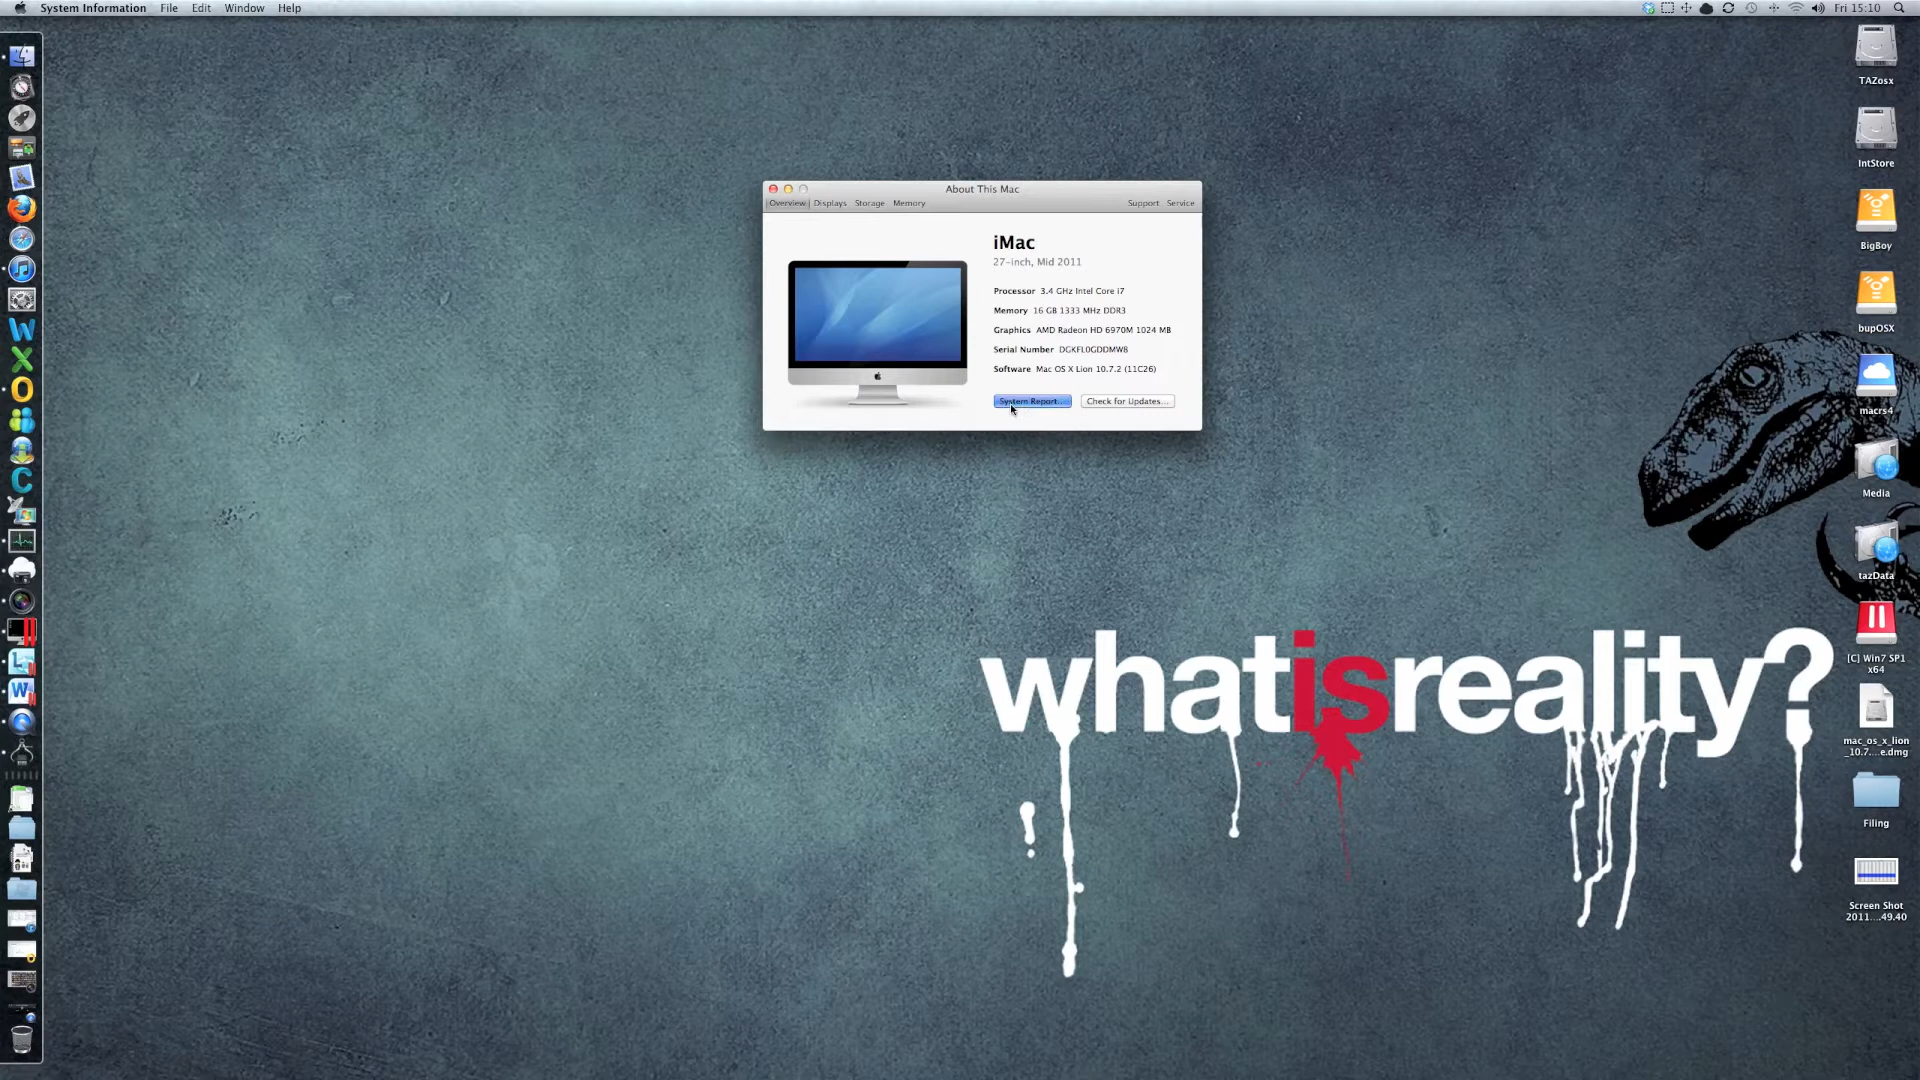 System Information File Edit Window Help
Fri 15:10
TAZosx
IntStore
BigBoy
bupOSX
macrs4
Media
tazData
[C] Win7 SP1
x64
mac_os_x_lion
_10.7....e.dmg
Filing
Screen Shot
2011....49.40
About This Mac
Overview Displays Storage Memory Support Service
iMac
27-inch, Mid 2011
Processor 3.4 GHz Intel Core i7
Memory 16 GB 1333 MHz DDR3
Graphics AMD Radeon HD 6970M 1024 MB
Serial Number DGKFL0GDDMW8
Software Mac OS X Lion 10.7.2 (11C26)
System Report... Check for Updates...
whatisreality?